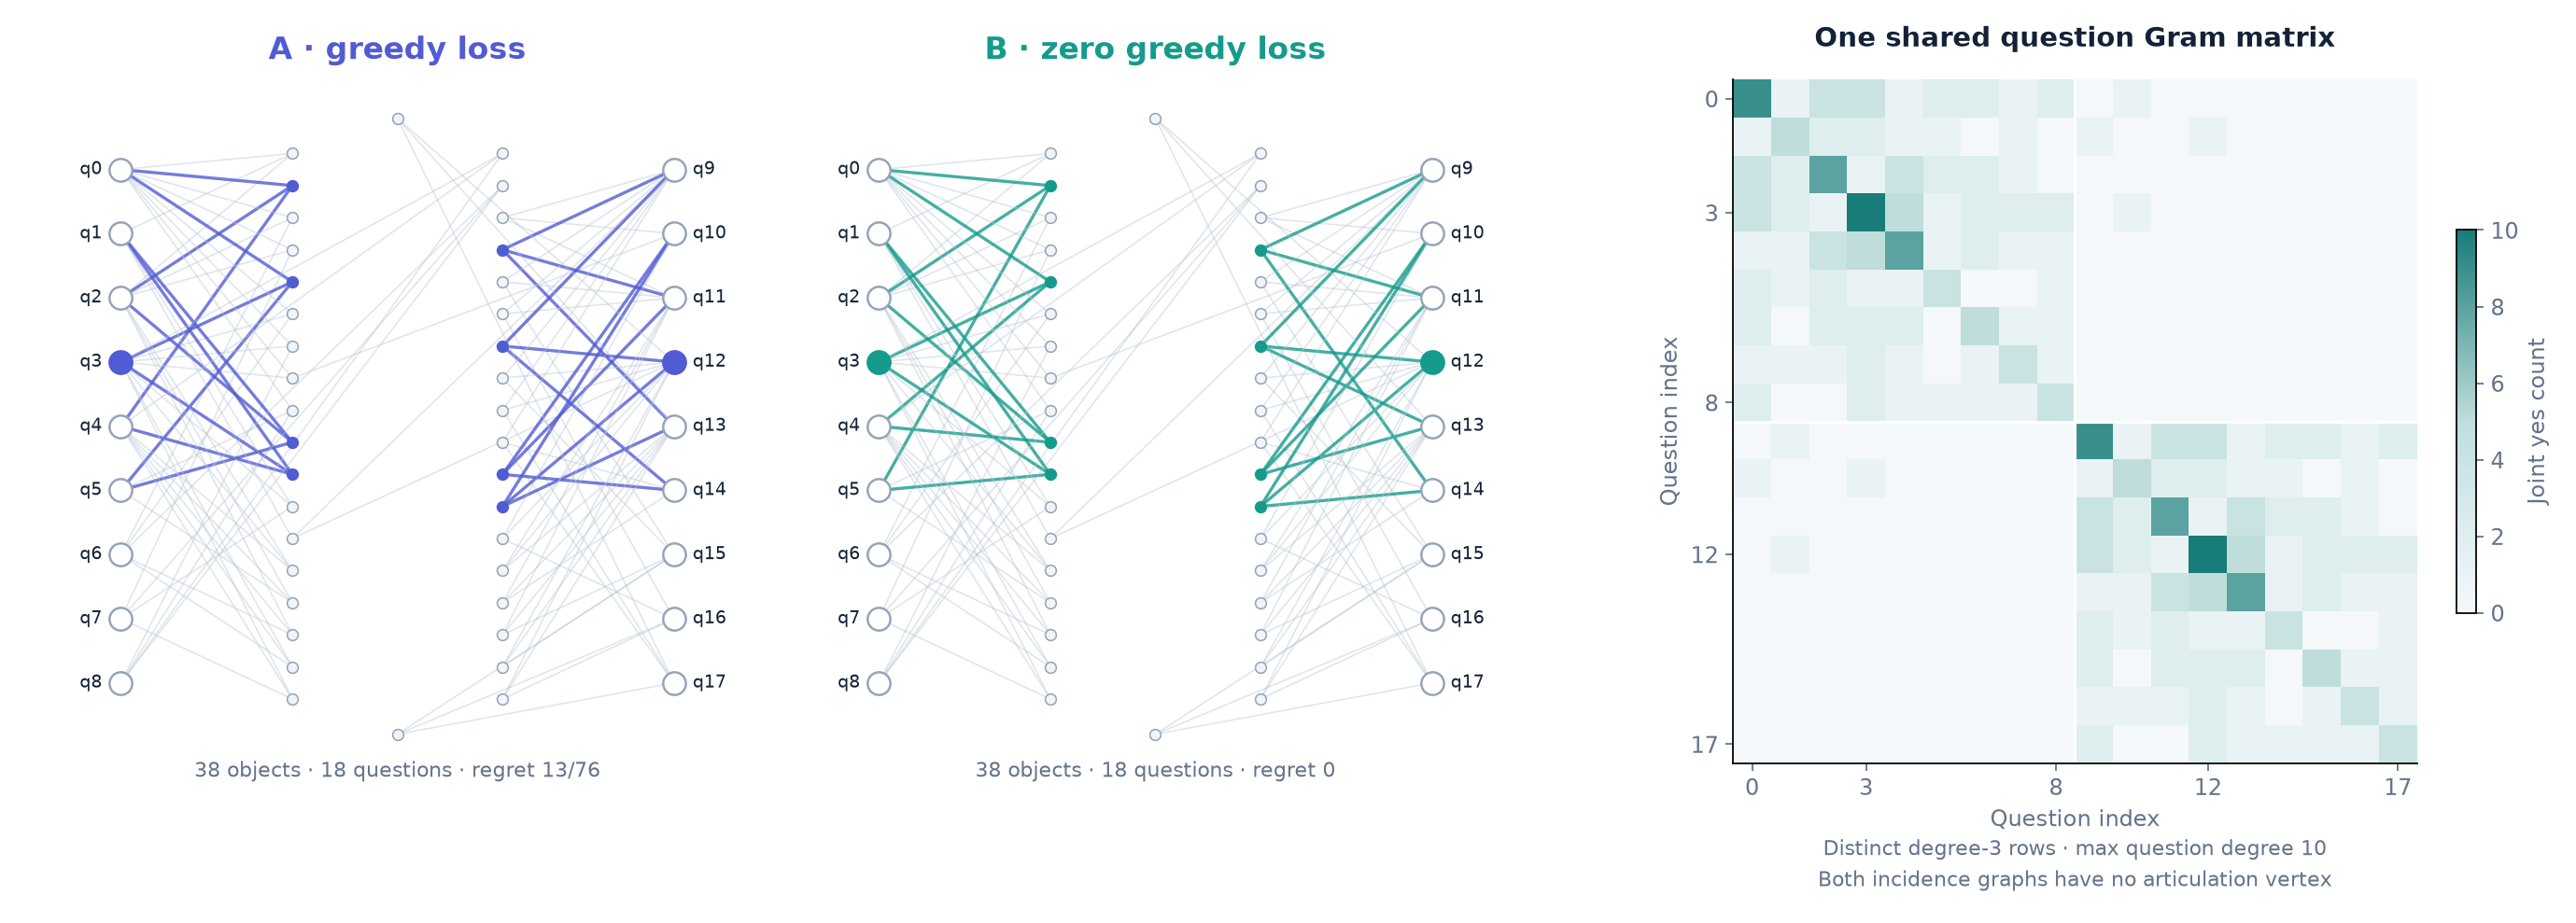 A · greedy loss
q0
q1
q2
q3
q4
q5
q6
q7
q8
q9
q10
q11
q12
q13
q14
q15
q16
q17
38 objects · 18 questions · regret 13/76
B · zero greedy loss
q0
q1
q2
q3
q4
q5
q6
q7
q8
q9
q10
q11
q12
q13
q14
q15
q16
q17
38 objects · 18 questions · regret 0
One shared question Gram matrix
Question index
0
3
8
12
17
0 3 8 12 17
Question index
Distinct degree-3 rows · max question degree 10
Both incidence graphs have no articulation vertex
10
8
6
4
2
0
Joint yes count